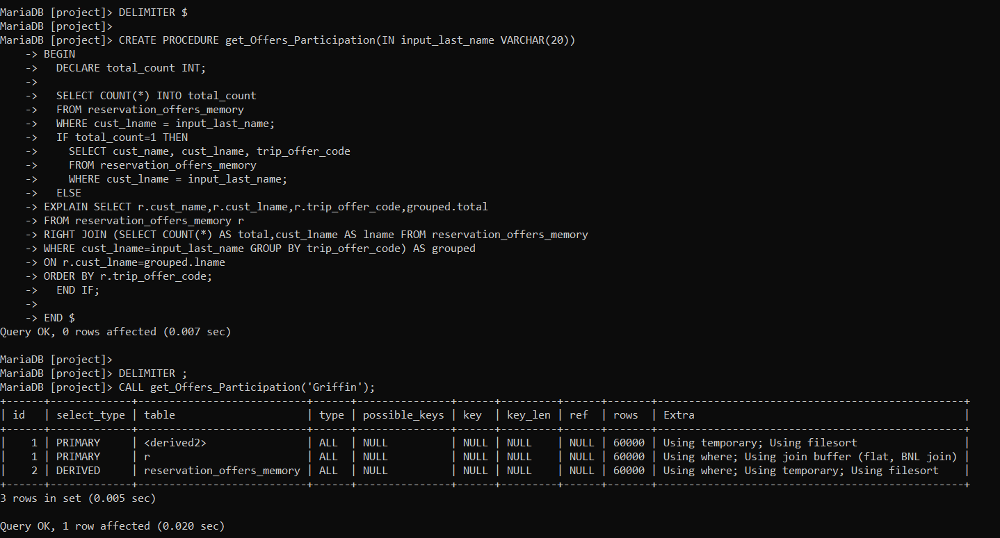 MariaDB [project]> DELIMITER $
MariaDB [project]>
MariaDB [project]> CREATE PROCEDURE get_Offers_Participation(IN input_last_name VARCHAR(20))
    -> BEGIN
    ->   DECLARE total_count INT;
    ->
    ->   SELECT COUNT(*) INTO total_count
    ->   FROM reservation_offers_memory
    ->   WHERE cust_lname = input_last_name;
    ->   IF total_count=1 THEN
    ->     SELECT cust_name, cust_lname, trip_offer_code
    ->     FROM reservation_offers_memory
    ->     WHERE cust_lname = input_last_name;
    ->   ELSE
    -> EXPLAIN SELECT r.cust_name,r.cust_lname,r.trip_offer_code,grouped.total
    -> FROM reservation_offers_memory r
    -> RIGHT JOIN (SELECT COUNT(*) AS total,cust_lname AS lname FROM reservation_offers_memory
    -> WHERE cust_lname=input_last_name GROUP BY trip_offer_code) AS grouped
    -> ON r.cust_lname=grouped.lname
    -> ORDER BY r.trip_offer_code;
    ->   END IF;
    ->
    -> END $
Query OK, 0 rows affected (0.007 sec)

MariaDB [project]>
MariaDB [project]> DELIMITER ;
MariaDB [project]> CALL get_Offers_Participation('Griffin');
+------+-------------+---------------------------+------+---------------+------+---------+------+-------+-------------------------------------------------+
| id   | select_type | table                     | type | possible_keys | key  | key_len | ref  | rows  | Extra                                           |
+------+-------------+---------------------------+------+---------------+------+---------+------+-------+-------------------------------------------------+
|    1 | PRIMARY     | <derived2>                | ALL  | NULL          | NULL | NULL    | NULL | 60000 | Using temporary; Using filesort                 |
|    1 | PRIMARY     | r                         | ALL  | NULL          | NULL | NULL    | NULL | 60000 | Using where; Using join buffer (flat, BNL join) |
|    2 | DERIVED     | reservation_offers_memory | ALL  | NULL          | NULL | NULL    | NULL | 60000 | Using where; Using temporary; Using filesort    |
+------+-------------+---------------------------+------+---------------+------+---------+------+-------+-------------------------------------------------+
3 rows in set (0.005 sec)

Query OK, 1 row affected (0.020 sec)